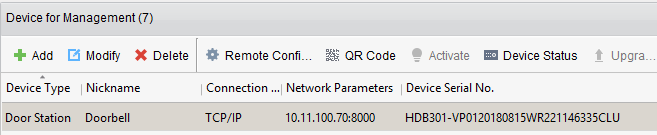 Device for Management (7)
Add Modify Delete Remote Confi... QR Code Activate Device Status Upgra...
Device Type Nickname Connection ... Network Parameters Device Serial No.
Door Station Doorbell TCP/IP 10.11.100.70:8000 HDB301-VP0120180815WR221146335CLU